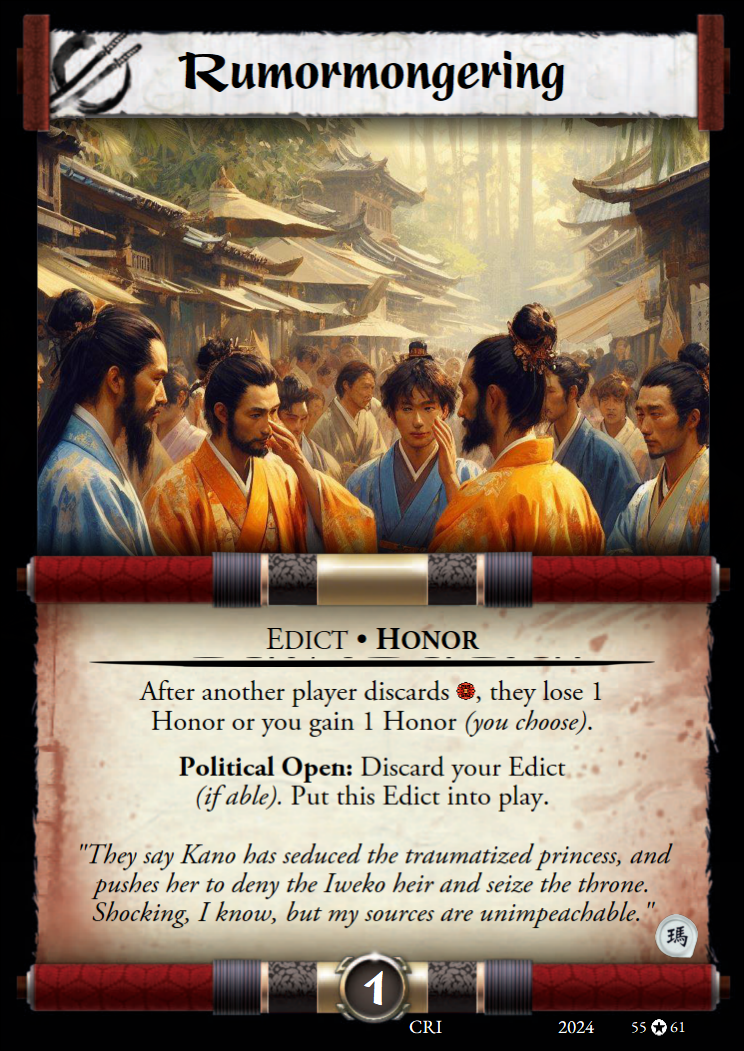 Rumormongering
EDICT • HONOR
After another player discards , they lose 1
Honor or you gain 1 Honor (you choose).
Political Open: Discard your Edict
(if able). Put this Edict into play.
"They say Kano has seduced the traumatized princess, and
pushes her to deny the Iweko heir and seize the throne.
Shocking, I know, but my sources are unimpeachable."
瑪
1
CRI 2024 55 ✪ 61